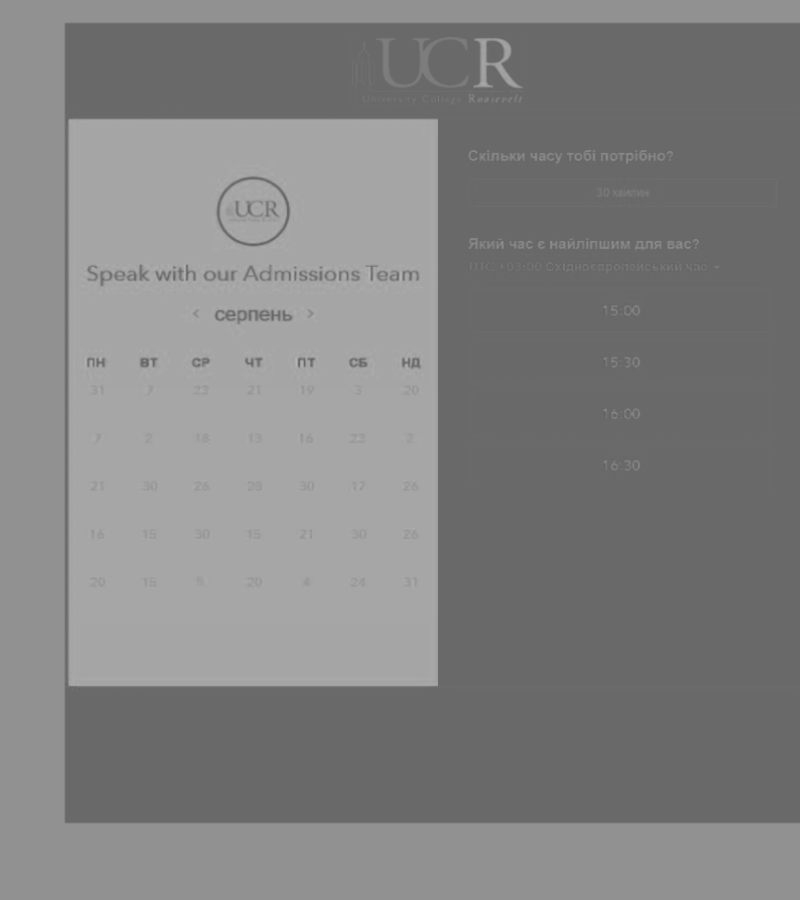 UCR
University College Roosevelt
UCR
Speak with our Admissions Team
< серпень >
ПН ВТ СР ЧТ ПТ СБ НД
31 7 22 21 19 3 20
7 2 18 13 16 23 2
21 30 26 28 30 17 26
16 15 30 15 21 30 26
20 15 20 4 24 31
Скільки часу тобі потрібно?
30 хвилин
Який час є найліпшим для вас?
UTC +03:00 Східноєвропейський час
15:00
15:30
16:00
16:30